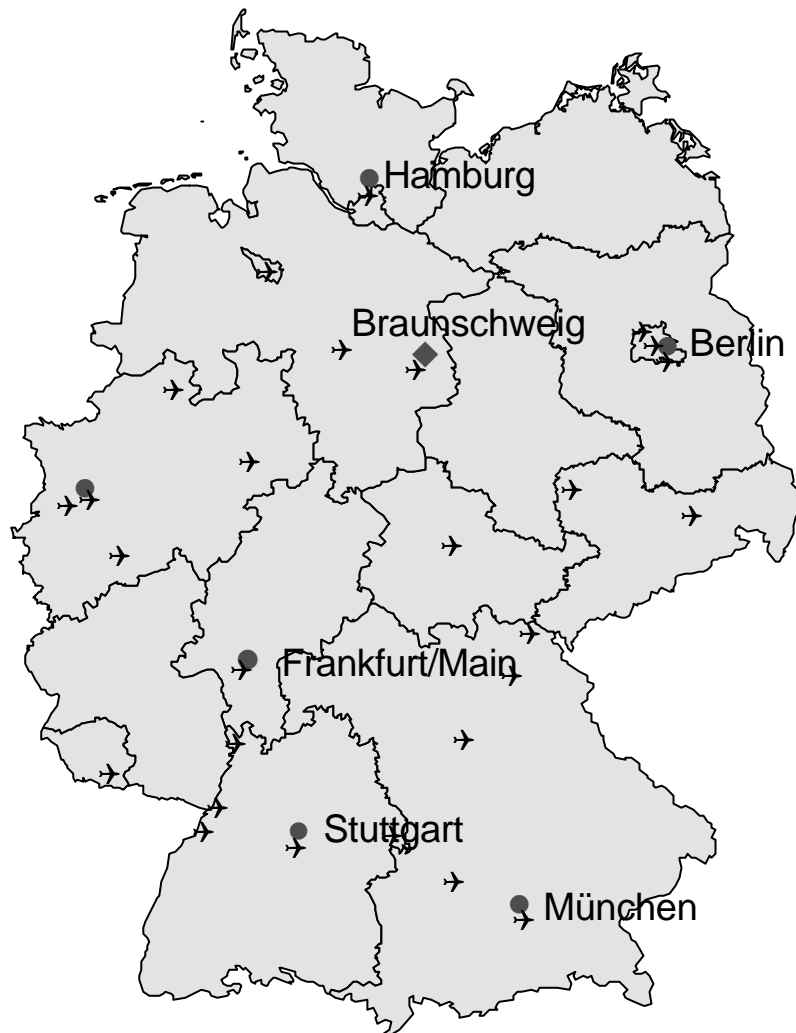 Hamburg
Braunschweig
Berlin
Frankfurt/Main
Stuttgart
München